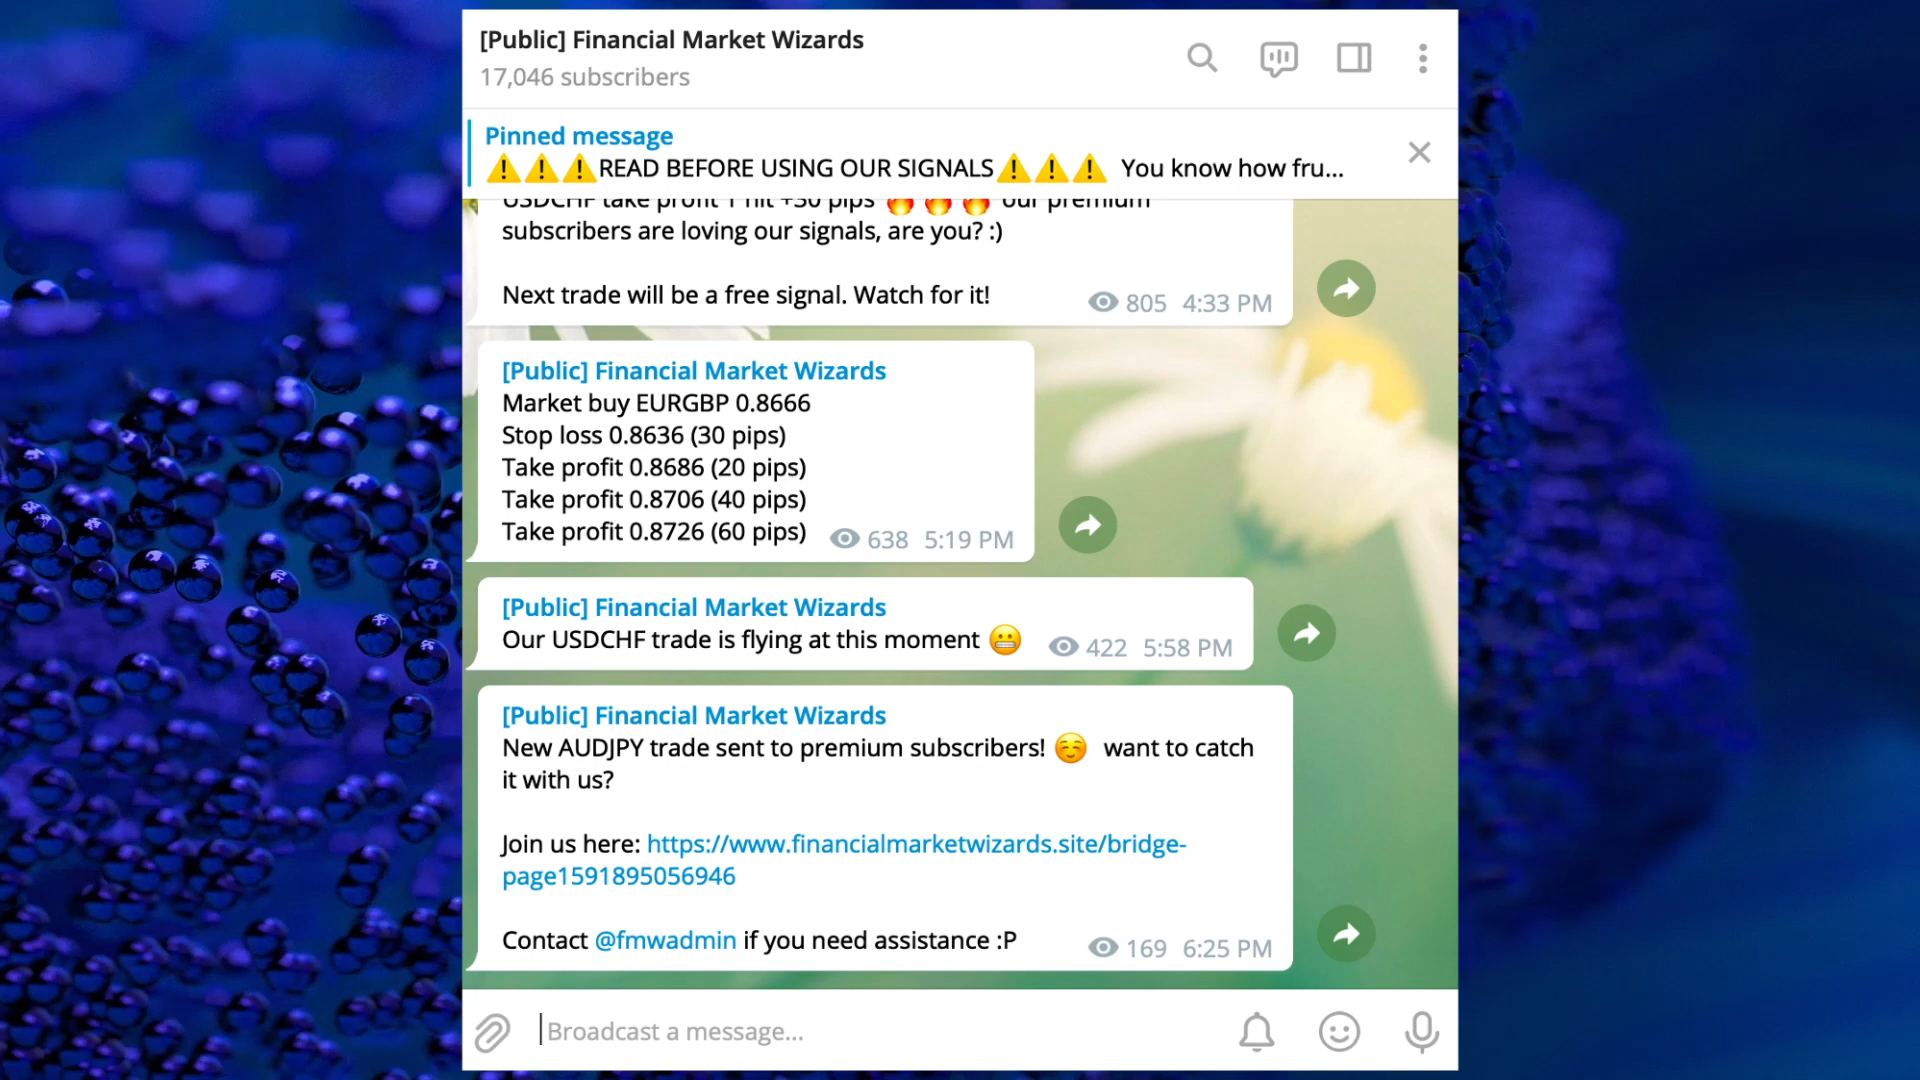 [Public] Financial Market Wizards
17,046 subscribers
Pinned message
⚠️⚠️⚠️READ BEFORE USING OUR SIGNALS⚠️⚠️⚠️ You know how fru...
USDCHF take profit 1 hit +30 pips 🔥 🔥 🔥 our premium
subscribers are loving our signals, are you? :)
Next trade will be a free signal. Watch for it!
805 4:33 PM
[Public] Financial Market Wizards
Market buy EURGBP 0.8666
Stop loss 0.8636 (30 pips)
Take profit 0.8686 (20 pips)
Take profit 0.8706 (40 pips)
Take profit 0.8726 (60 pips)
638 5:19 PM
[Public] Financial Market Wizards
Our USDCHF trade is flying at this moment 😬
422 5:58 PM
[Public] Financial Market Wizards
New AUDJPY trade sent to premium subscribers! ☺️ want to catch
it with us?
Join us here: https://www.financialmarketwizards.site/bridge-
page1591895056946
Contact @fmwadmin if you need assistance :P
169 6:25 PM
Broadcast a message...